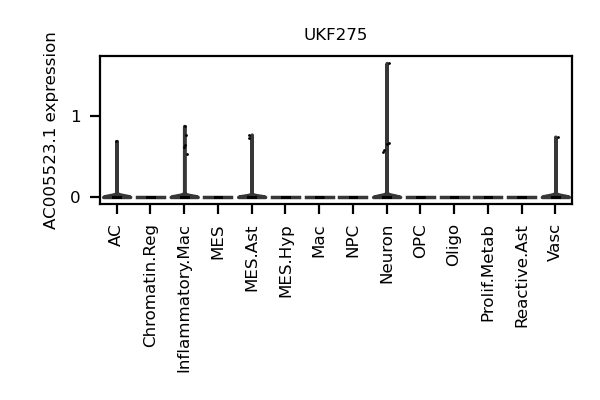 UKF275
AC005523.1 expression
1
0
AC
Chromatin.Reg
Inflammatory.Mac
MES
MES.Ast
MES.Hyp
Mac
NPC
Neuron
OPC
Oligo
Prolif.Metab
Reactive.Ast
Vasc